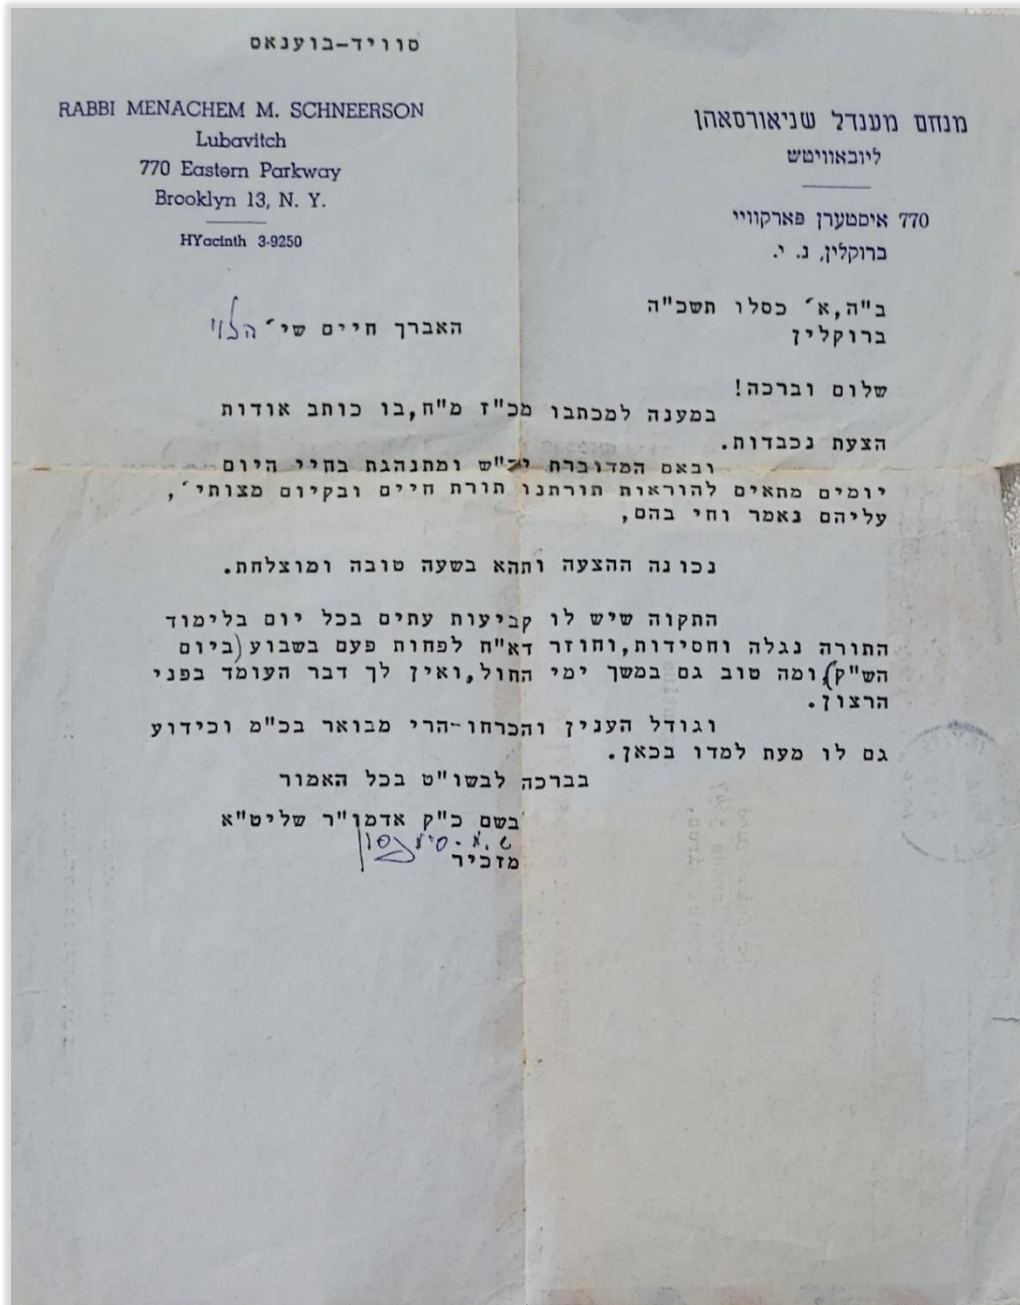 סוויד-בוענאס
RABBI MENACHEM M. SCHNEERSON
Lubavitch
770 Eastern Parkway
Brooklyn 13, N. Y.
HYacinth 3-9250
מנחם מענדל שניאורסאהן
ליובאוויטש
770 איסטערן פארקוויי
ברוקלין, נ. י.
ב"ה,א' כסלו תשכ"ה
ברוקלין
האברך חיים שי' הלוי
שלום וברכה!
במענה למכתבו מכ"ז מ"ח,בו כותב אודות
הצעת נכבדות.
ובאם המדוברת יר"ש ומתנהגת בחיי היום
יומים מתאים להוראות תורתנו תורת חיים ובקיום מצותי',
עליהם נאמר וחי בהם,
נכונה ההצעה ותהא בשעה טובה ומוצלחת.
התקוה שיש לו קביעות עתים בכל יום בלימוד
התורה נגלה וחסידות,וחוזר דא"ח לפחות פעם בשבוע (ביום
הש"ק),ומה טוב גם במשך ימי החול,ואין לך דבר העומד בפני
הרצון.
וגודל הענין והכרחו-הרי מבואר בכ"מ וכידוע
גם לו מעת למדו בכאן.
בברכה לבשו"ט בכל האמור
בשם כ"ק אדמו"ר שליט"א
מזכיר